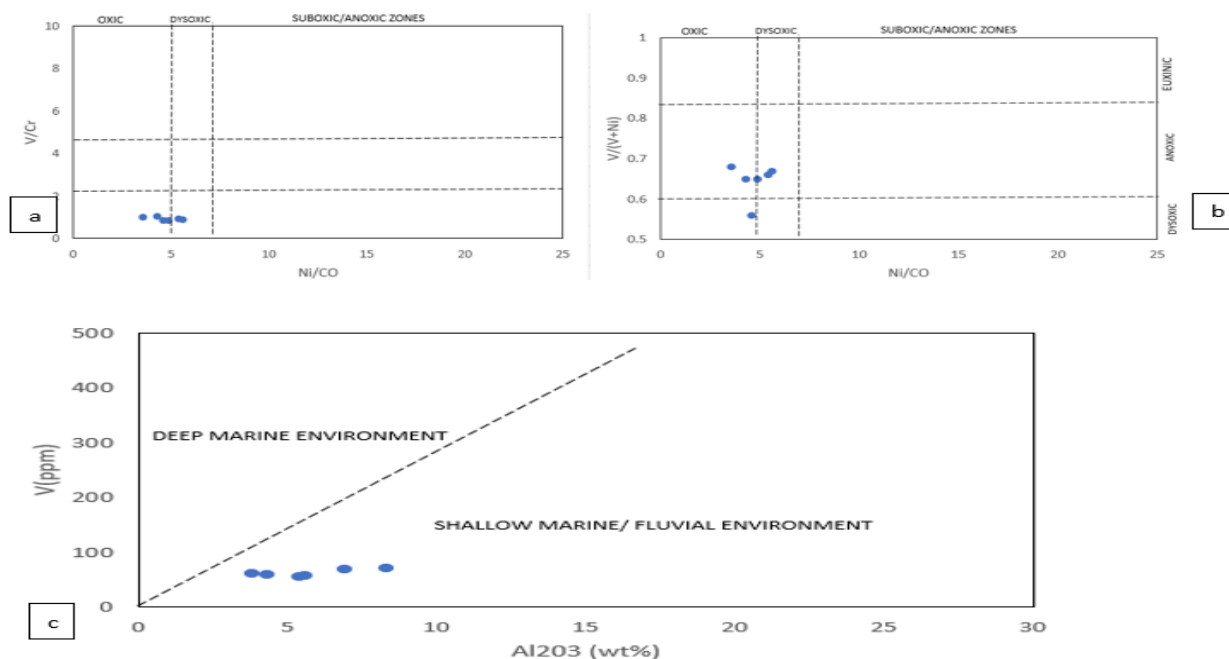 OXIC DYSOXIC SUBOXIC/ANOXIC ZONES
10
8
6
4
2
0
V/Cr
0 5 10 15 20 25
Ni/CO
a
OXIC DYSOXIC SUBOXIC/ANOXIC ZONES
1
0.9
0.8
0.7
0.6
0.5
V/(V+Ni)
EUXINIC
ANOXIC
DYSOXIC
0 5 10 15 20 25
Ni/CO
b
500
400
300
200
100
0
V(ppm)
DEEP MARINE ENVIRONMENT
SHALLOW MARINE/ FLUVIAL ENVIRONMENT
0 5 10 15 20 25 30
Al203 (wt%)
c